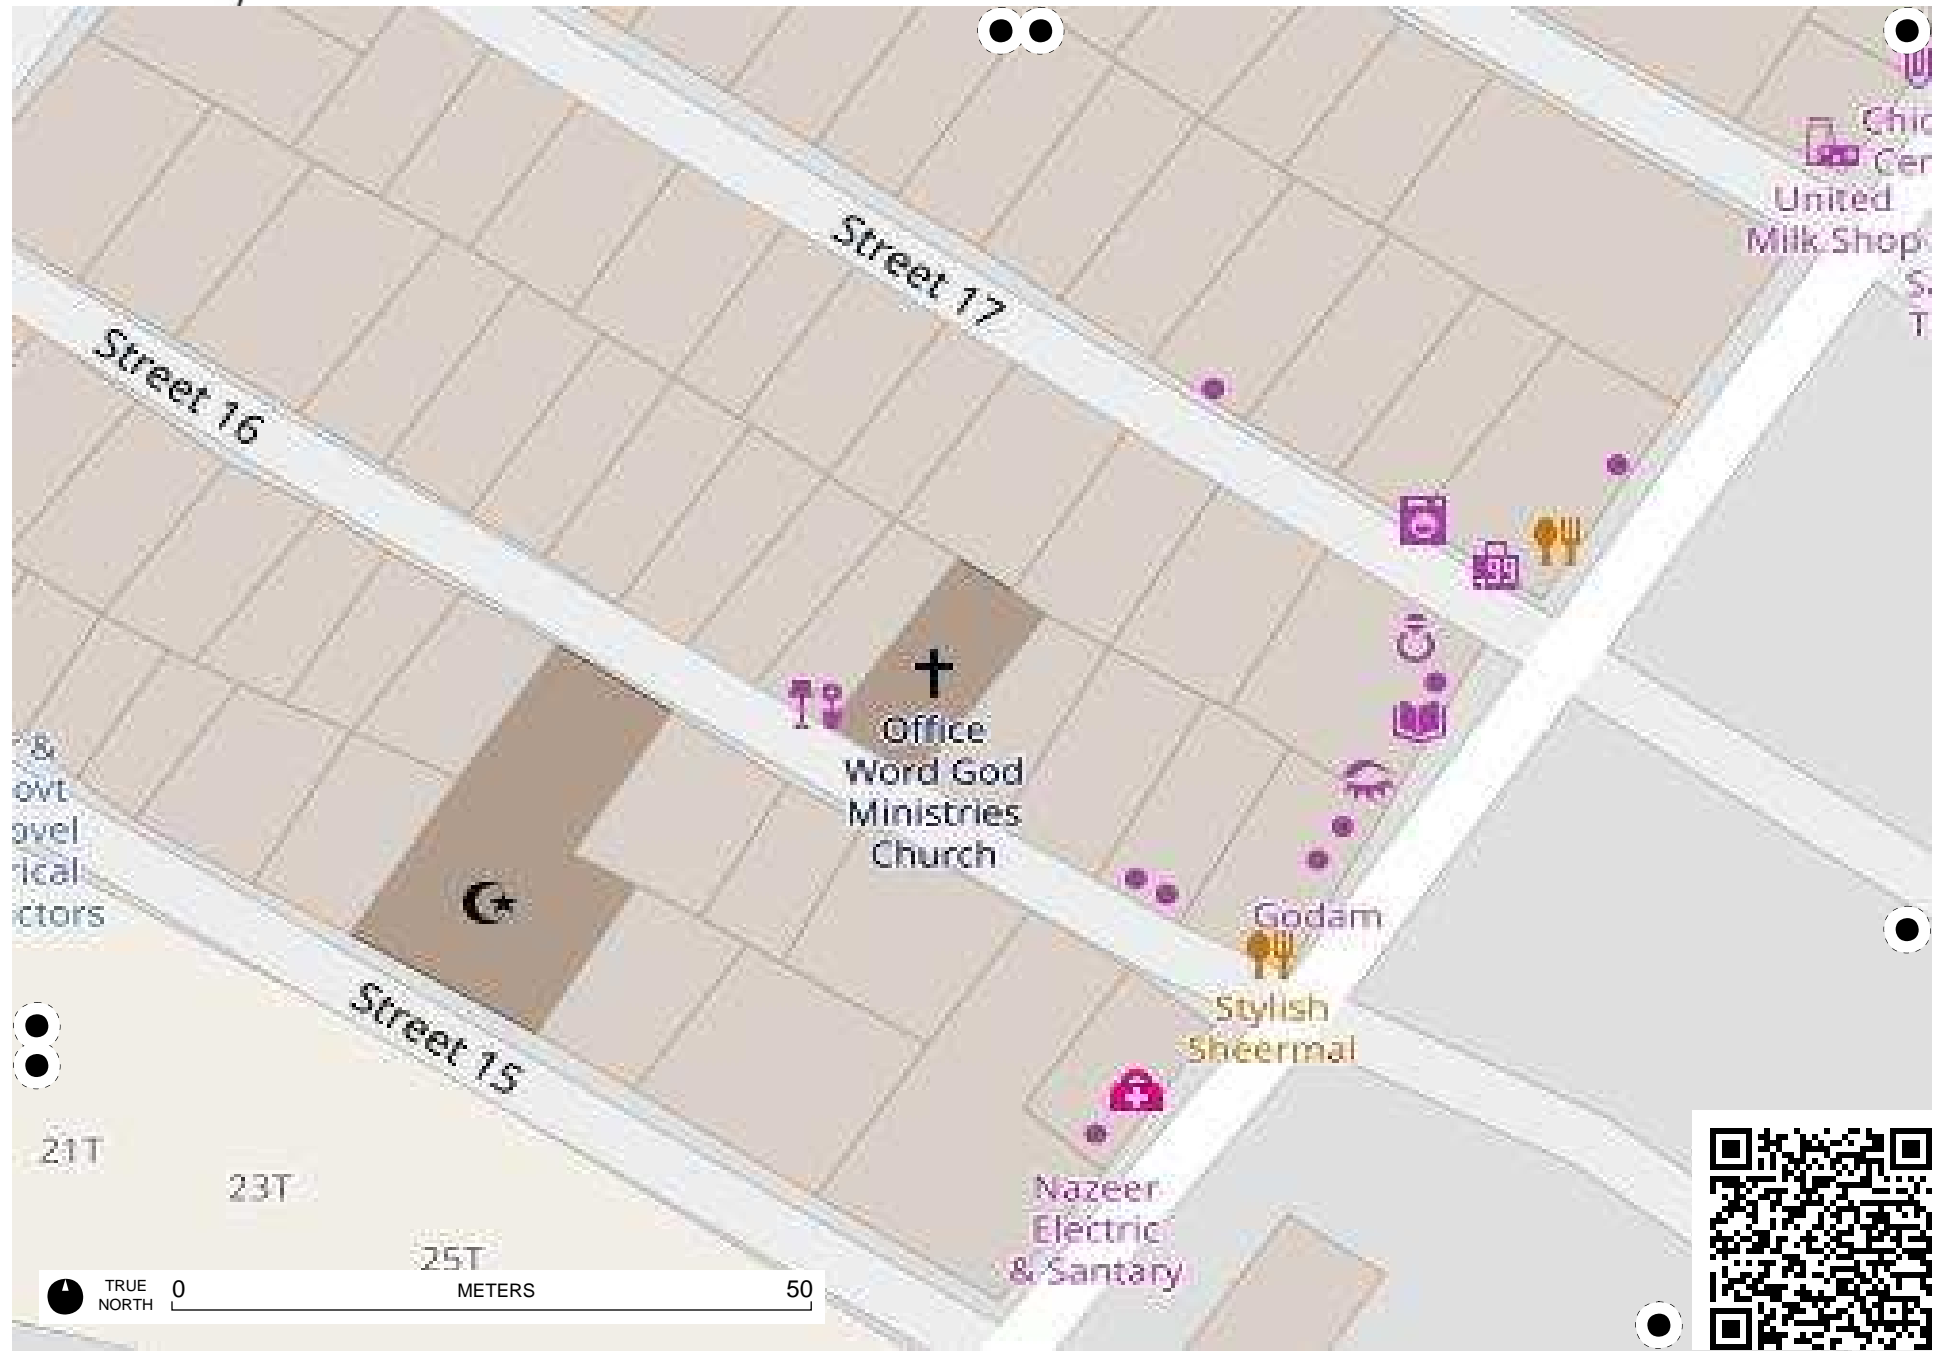 Street 17
Street 16
United
Milk Shop
Office
Word God
Ministries
Church
Godam
Stylish
Sheermal
Street 15
21T
23T
25T
Nazeer
Electric
& Santary
TRUE
NORTH
0 METERS 50